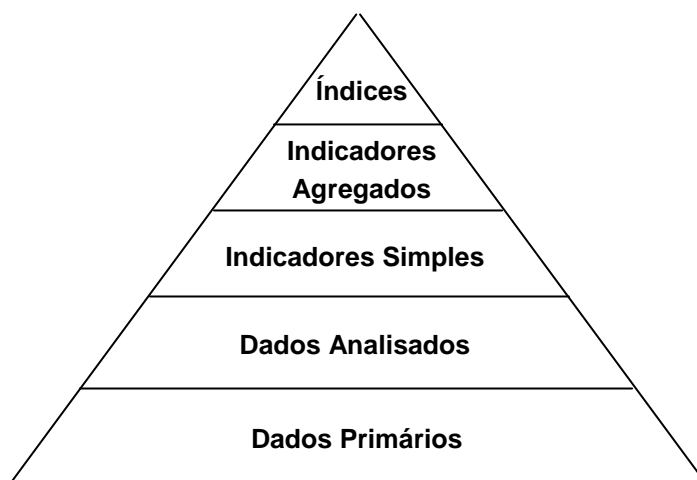 Índices
Indicadores
Agregados
Indicadores Simples
Dados Analisados
Dados Primários